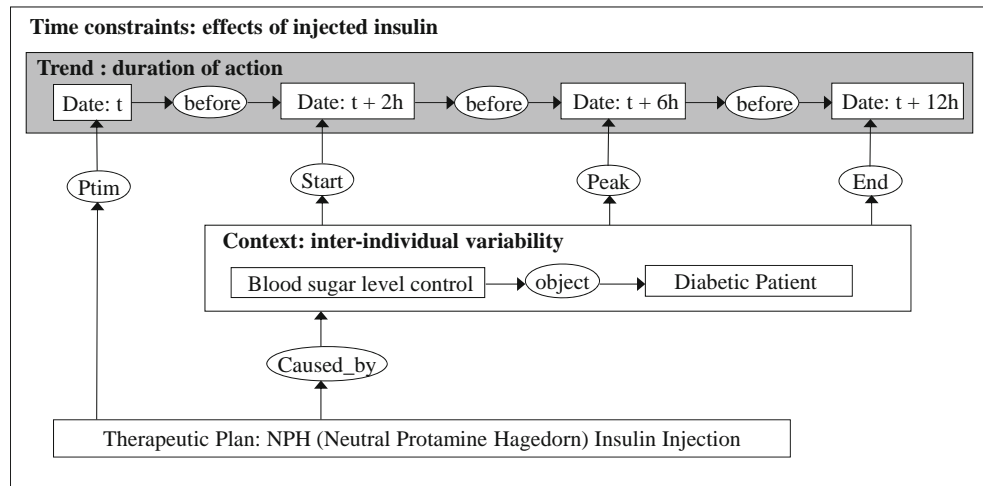 Time constraints: effects of injected insulin
Trend : duration of action
Date: t before Date: t + 2h before Date: t + 6h before Date: t + 12h
Ptim Start Peak End
Context: inter-individual variability
Blood sugar level control object Diabetic Patient
Caused_by
Therapeutic Plan: NPH (Neutral Protamine Hagedorn) Insulin Injection